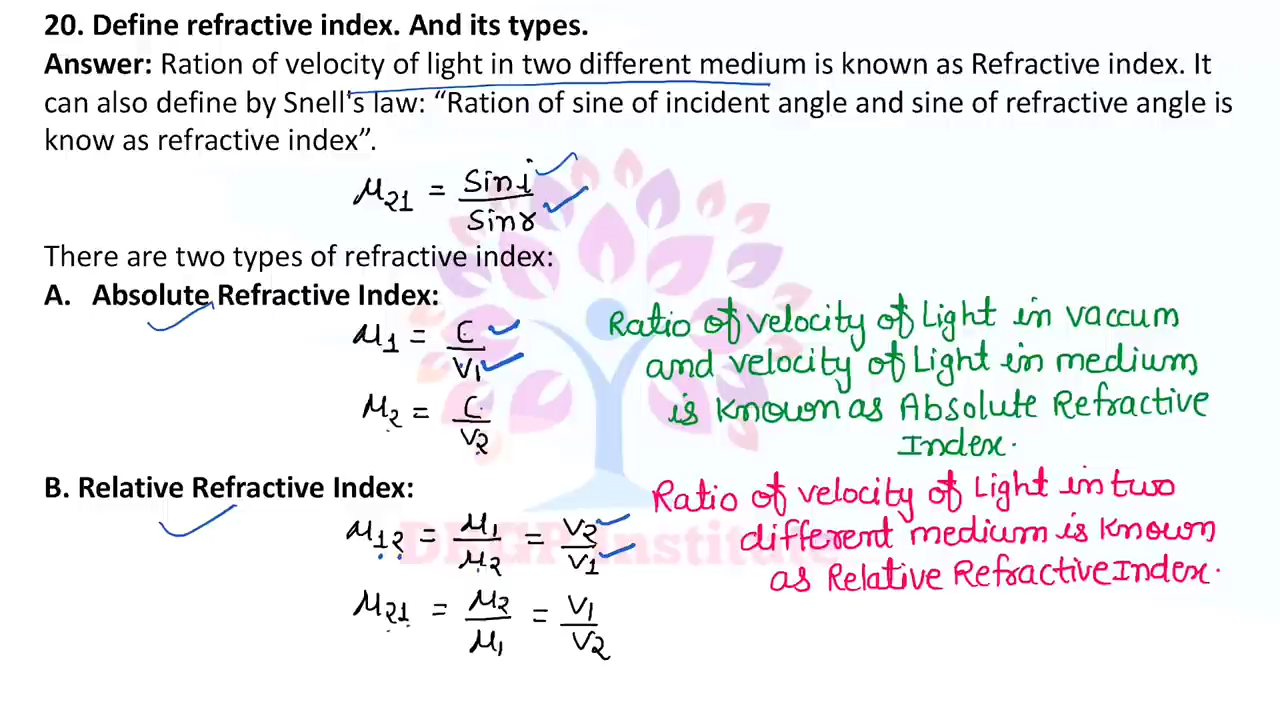 20. Define refractive index. And its types.
Answer: Ration of velocity of light in two different medium is known as Refractive index. It
can also define by Snell's law: “Ration of sine of incident angle and sine of refractive angle is
know as refractive index”.
μ21 = Sin i / Sin r
There are two types of refractive index:
A. Absolute Refractive Index:
μ1 = C / V1
μ2 = C / V2
Ratio of velocity of Light in vaccum
and velocity of Light in medium
is known as Absolute Refractive
Index.
B. Relative Refractive Index:
μ12 = μ1 / μ2 = V2 / V1
μ21 = μ2 / μ1 = V1 / V2
Ratio of velocity of Light in two
different medium is known
as Relative Refractive Index.
Institute